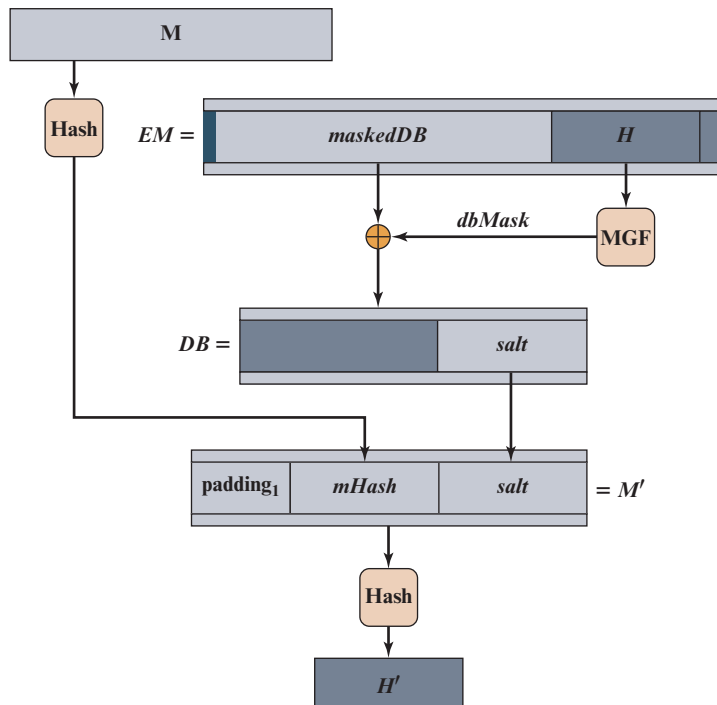 M
Hash
EM =
maskedDB
H
dbMask
MGF
DB =
salt
padding₁
mHash
salt
= M′
Hash
H′